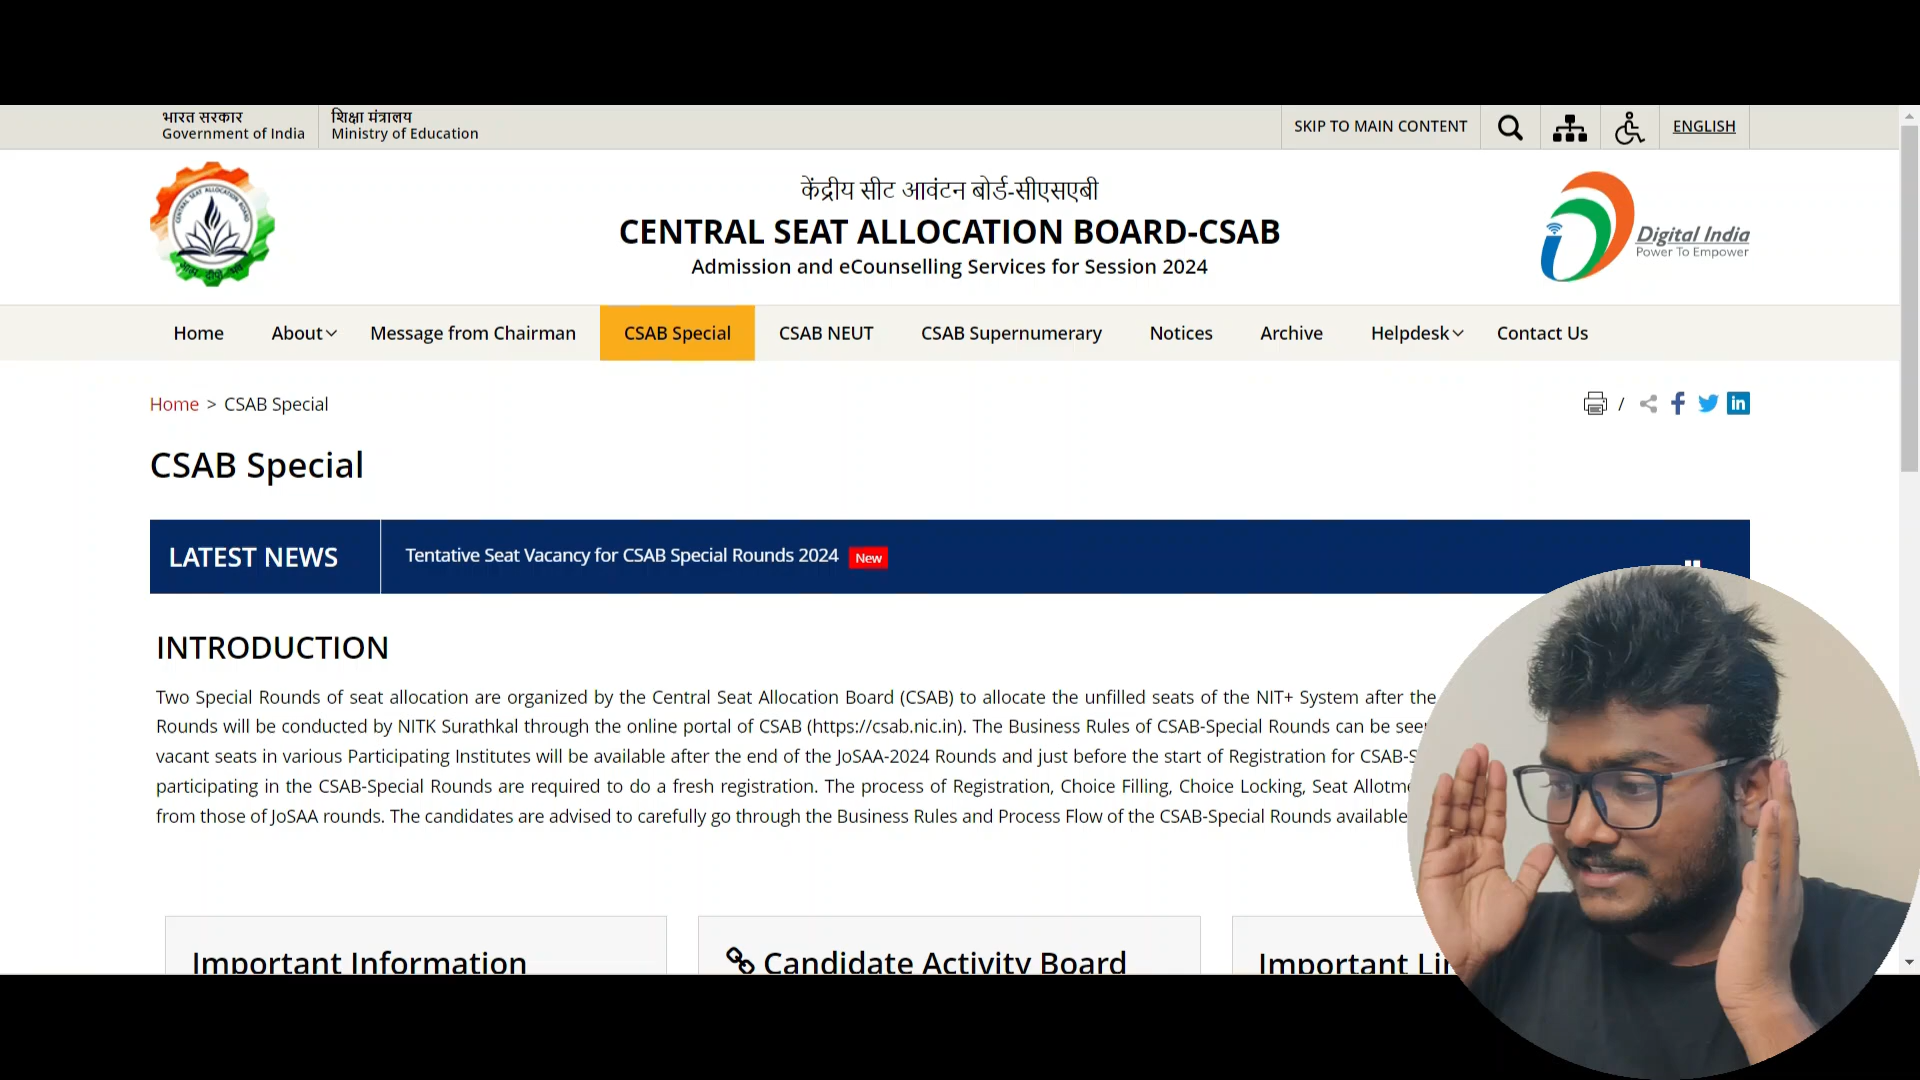 भारत सरकार
Government of India
शिक्षा मंत्रालय
Ministry of Education
SKIP TO MAIN CONTENT
ENGLISH
CENTRAL SEAT ALLOCATION BOARD
केंद्रीय सीट आवंटन बोर्ड-सीएसएबी
CENTRAL SEAT ALLOCATION BOARD-CSAB
Admission and eCounselling Services for Session 2024
Digital India
Power To Empower
Home
About
Message from Chairman
CSAB Special
CSAB NEUT
CSAB Supernumerary
Notices
Archive
Helpdesk
Contact Us
Home > CSAB Special
/
in
CSAB Special
LATEST NEWS
Tentative Seat Vacancy for CSAB Special Rounds 2024 New
INTRODUCTION
Two Special Rounds of seat allocation are organized by the Central Seat Allocation Board (CSAB) to allocate the unfilled seats of the NIT+ System after the
Rounds will be conducted by NITK Surathkal through the online portal of CSAB (https://csab.nic.in). The Business Rules of CSAB-Special Rounds can be
vacant seats in various Participating Institutes will be available after the end of the JoSAA-2024 Rounds and just before the start of Registration for
participating in the CSAB-Special Rounds are required to do a fresh registration. The process of Registration, Choice Filling, Choice Locking, Seat
from those of JoSAA rounds. The candidates are advised to carefully go through the Business Rules and Process Flow of the CSAB-Special Rounds available
Important Information
Candidate Activity Board
Important